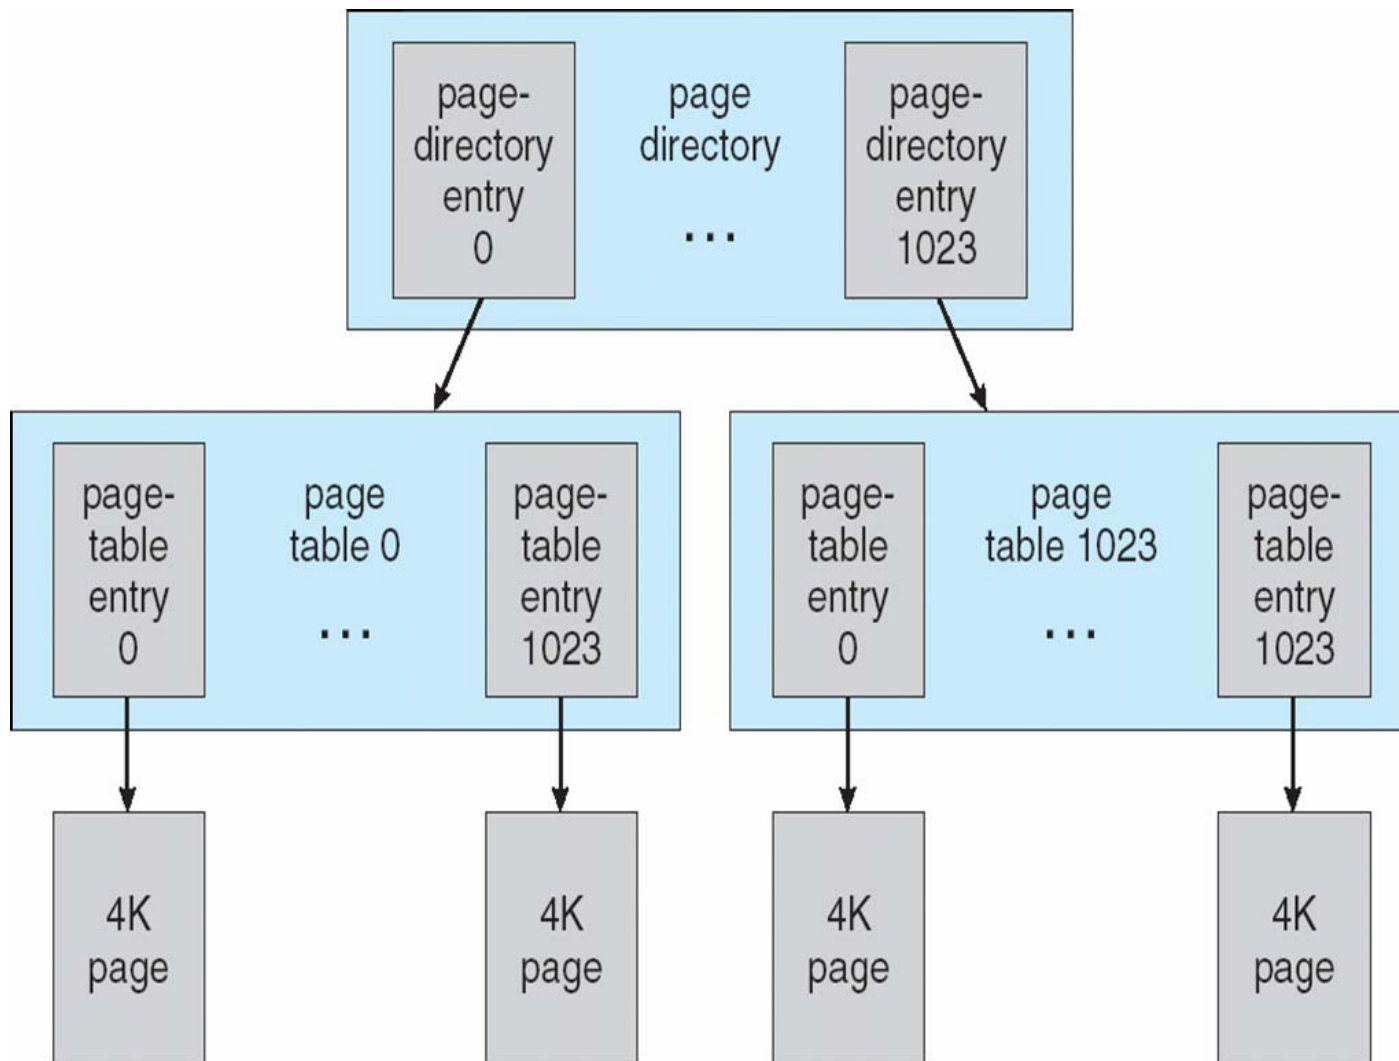 page-
directory
entry
0
page
directory
...
page-
directory
entry
1023
page-
table
entry
0
page
table 0
...
page-
table
entry
1023
page-
table
entry
0
page
table 1023
...
page-
table
entry
1023
4K
page
4K
page
4K
page
4K
page